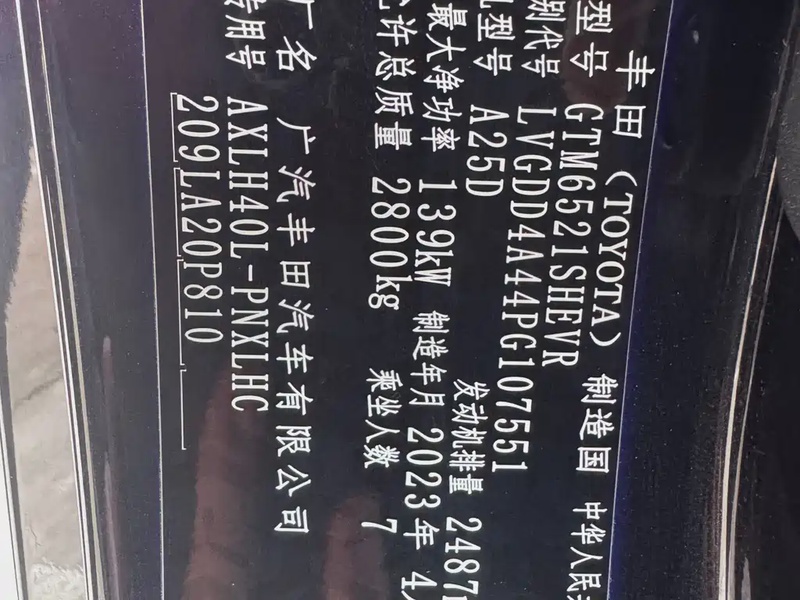 丰田 (TOYOTA) 制造国 中华人民
型号 GTM6521SHEVR
别代号 LVGDD4A44PG107551
机型号 A25D 发动机排量 2487
最大净功率 139kW 制造年月 2023年 4
允许总质量 2800kg 乘坐人数 7
厂名 广汽丰田汽车有限公司
专用号 AXLH40L-PNXLHC
209LA20P810